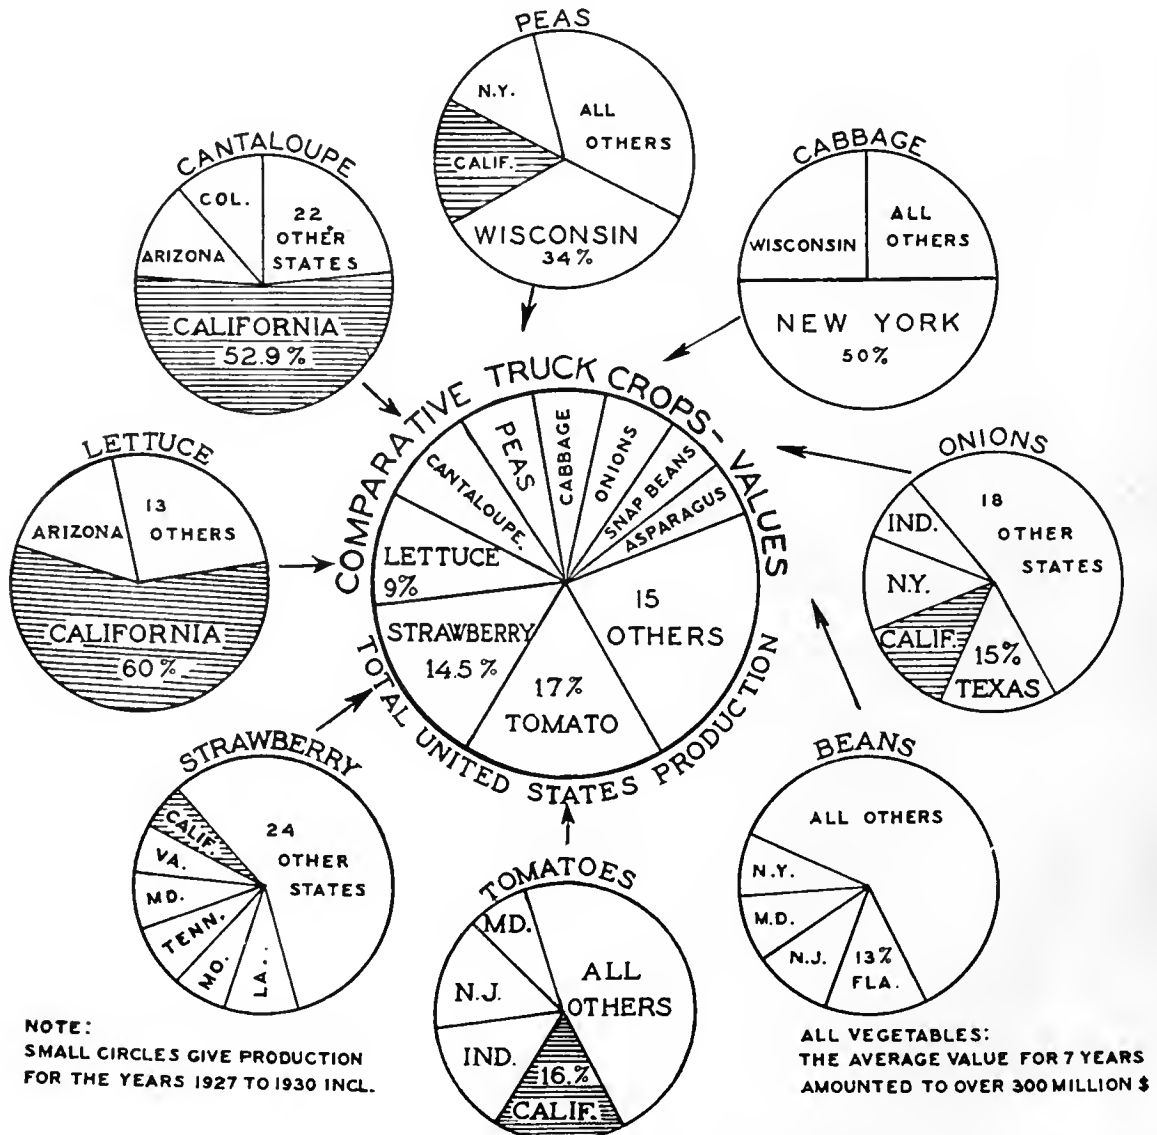 PEAS
N.Y.
ALL
OTHERS
CALIF.
WISCONSIN
34%
CANTALOUPE
COL.
22
OTHER
STATES
ARIZONA
CALIFORNIA
52.9%
CABBAGE
WISCONSIN
ALL
OTHERS
NEW YORK
50%
COMPARATIVE TRUCK CROPS - VALUES
TOTAL UNITED STATES PRODUCTION
PEAS
CABBAGE
ONIONS
SNAP BEANS
ASPARAGUS
CANTALOUPE.
LETTUCE
9%
STRAWBERRY
14.5%
17%
TOMATO
15
OTHERS
LETTUCE
13
OTHERS
ARIZONA
CALIFORNIA
60%
ONIONS
18
OTHER
STATES
IND.
N.Y.
CALIF.
15%
TEXAS
STRAWBERRY
24
OTHER
STATES
CALIF.
VA.
MD.
TENN.
MO.
LA..
TOMATOES
MD.
ALL
OTHERS
N.J.
IND.
16.%
CALIF.
BEANS
ALL OTHERS
N.Y.
M.D.
N.J.
13%
FLA.
NOTE:
SMALL CIRCLES GIVE PRODUCTION
FOR THE YEARS 1927 TO 1930 INCL.
ALL VEGETABLES:
THE AVERAGE VALUE FOR 7 YEARS
AMOUNTED TO OVER 300 MILLION $